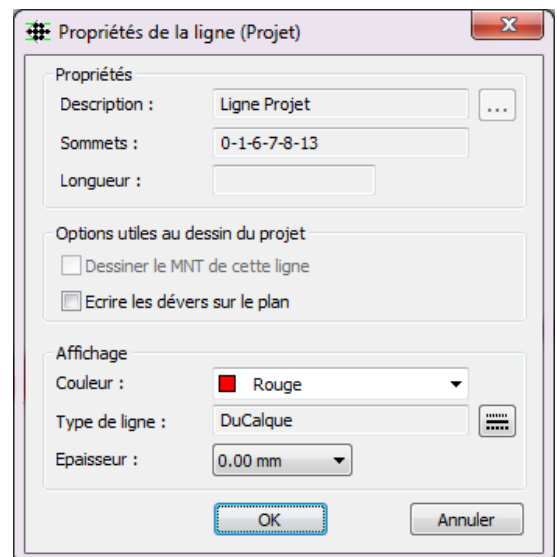 Propriétés de la ligne (Projet)
Propriétés
Description : Ligne Projet ...
Sommets : 0-1-6-7-8-13
Longueur :
Options utiles au dessin du projet
Dessiner le MNT de cette ligne
Ecrire les dévers sur le plan
Affichage
Couleur : Rouge
Type de ligne : DuCalque
Epaisseur : 0.00 mm
OK Annuler